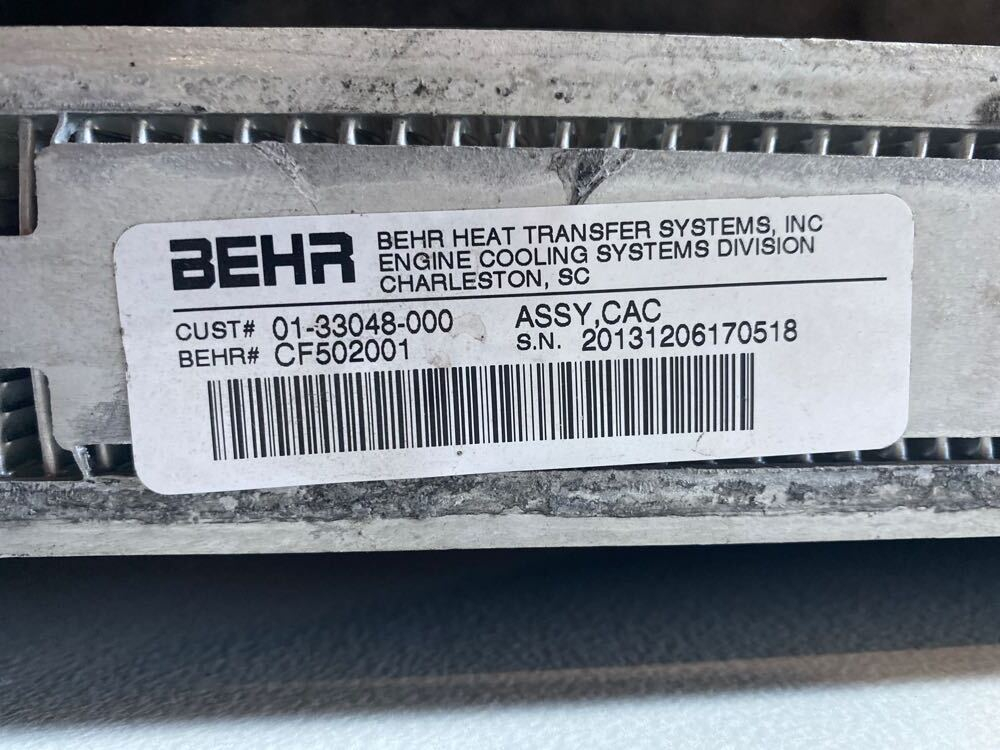 BEHR
BEHR HEAT TRANSFER SYSTEMS, INC
ENGINE COOLING SYSTEMS DIVISION
CHARLESTON, SC
CUST# 01-33048-000 ASSY,CAC
BEHR# CF502001 S.N. 20131206170518